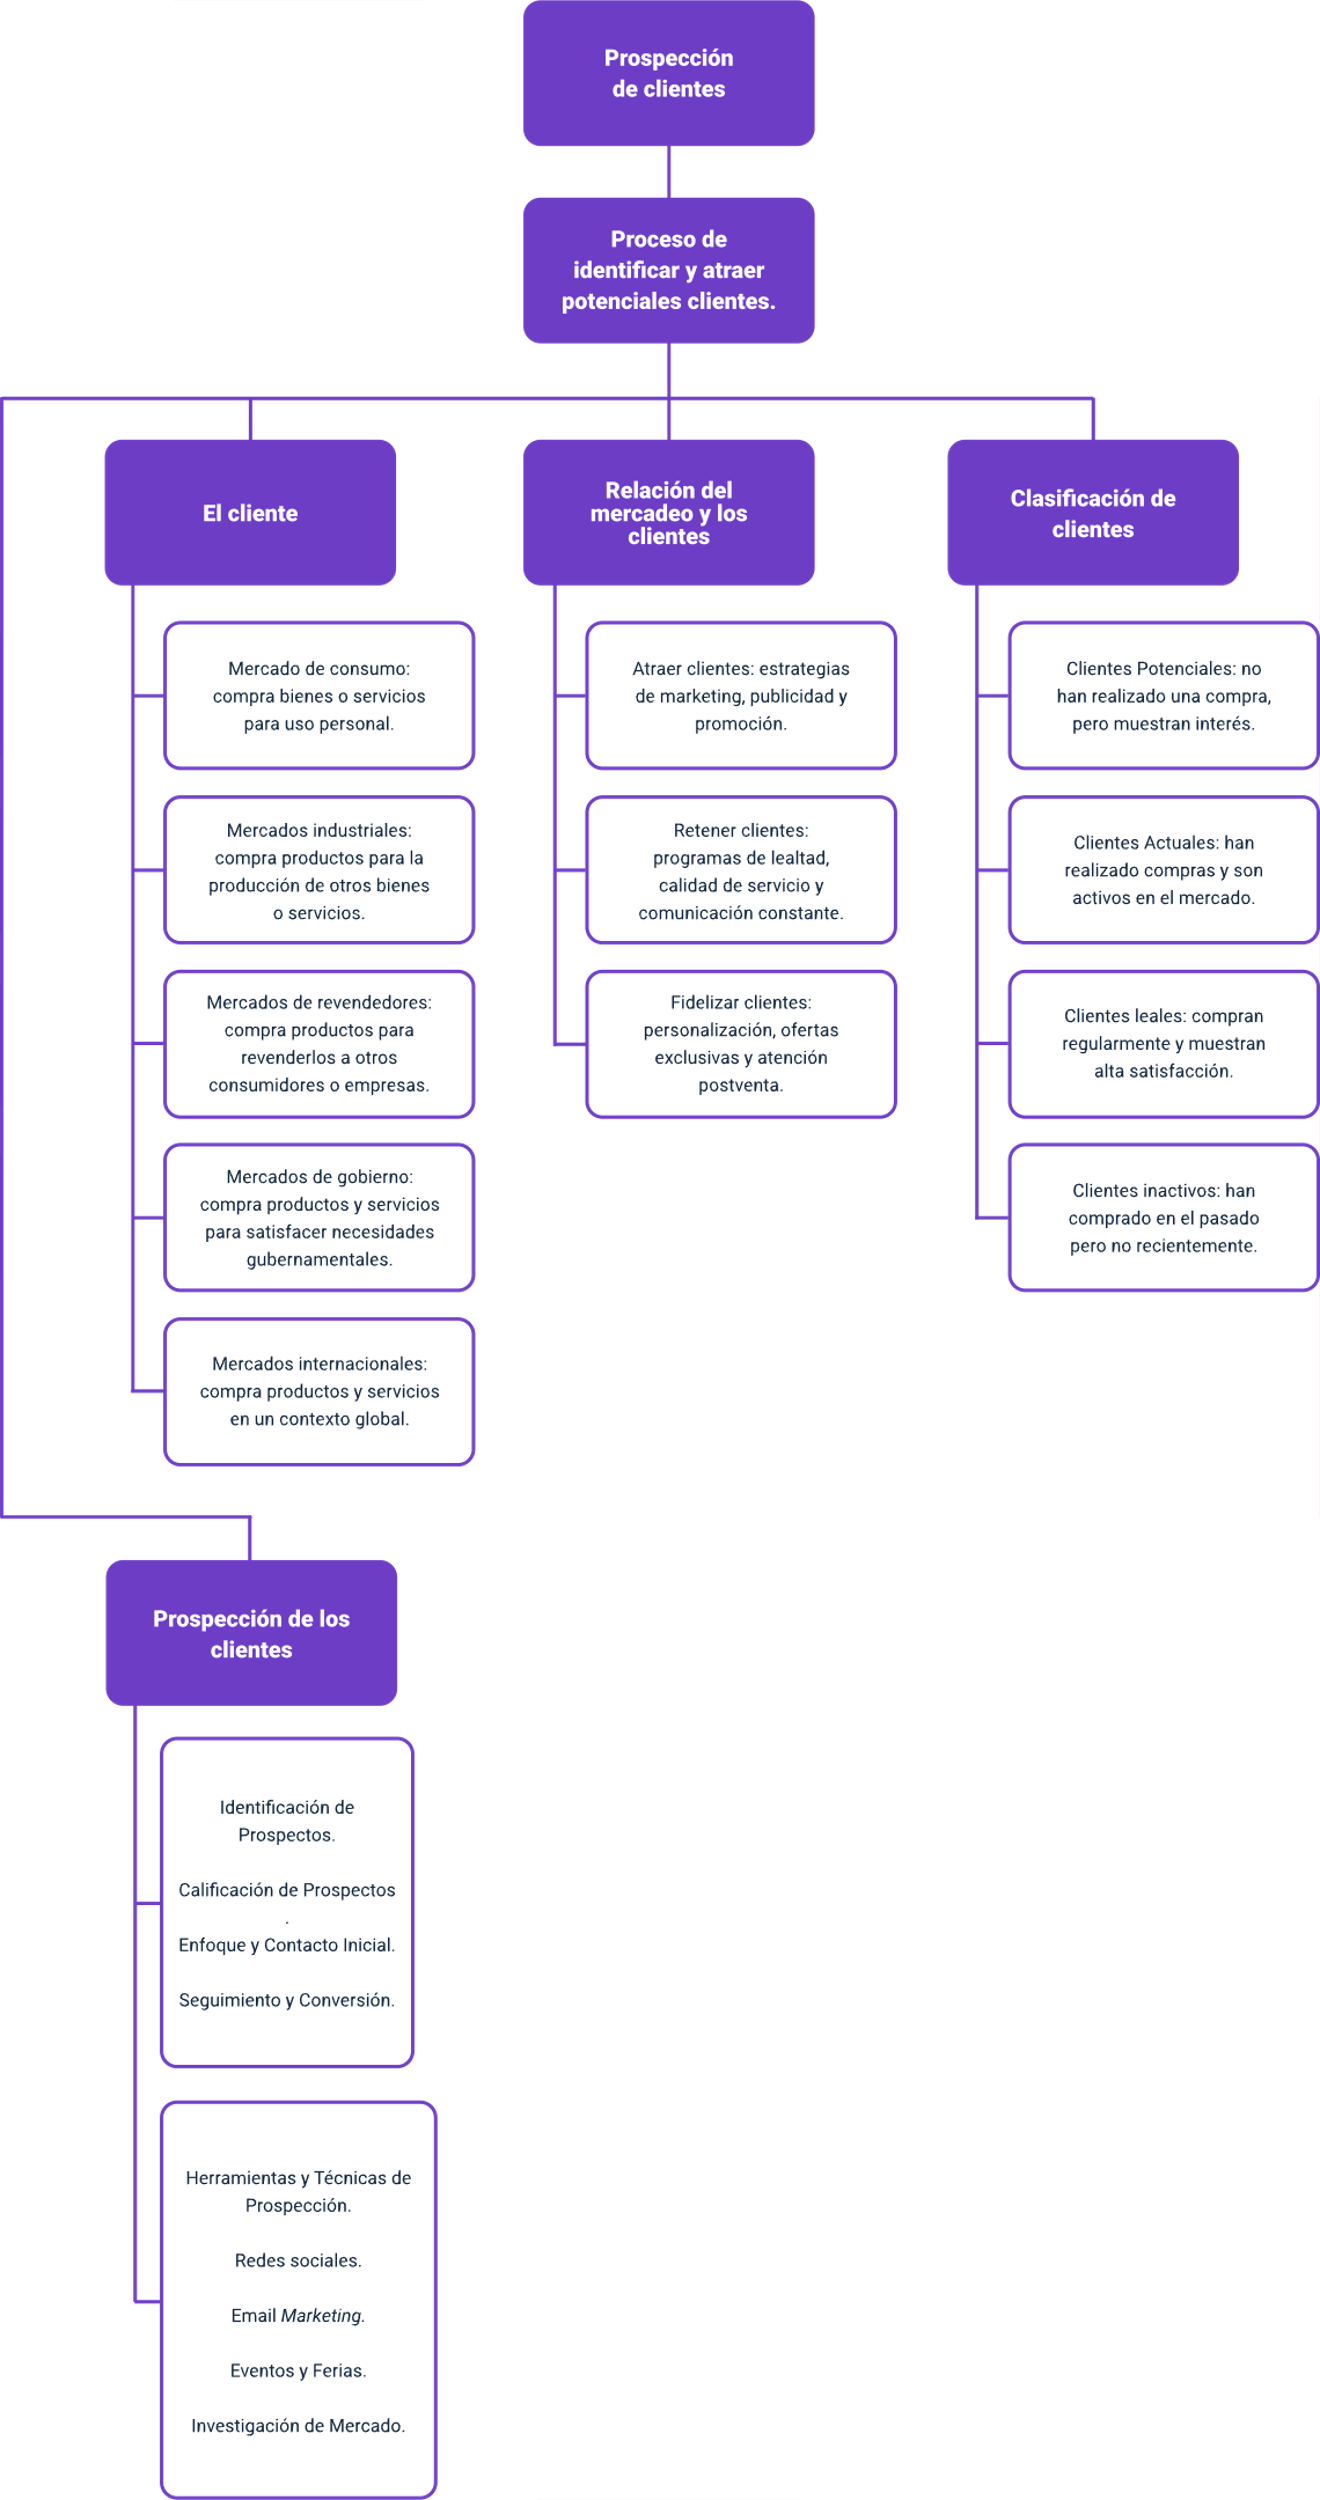 Prospección
de clientes
Proceso de
identificar y atraer
potenciales clientes.
El cliente
Mercado de consumo:
compra bienes o servicios
para uso personal.
Mercados industriales:
compra productos para la
producción de otros bienes
o servicios.
Mercados de revendedores:
compra productos para
revenderlos a otros
consumidores o empresas.
Mercados de gobierno:
compra productos y servicios
para satisfacer necesidades
gubernamentales.
Mercados internacionales:
compra productos y servicios
en un contexto global.
Relación del
mercadeo y los
clientes
Atraer clientes: estrategias
de marketing, publicidad y
promoción.
Retener clientes:
programas de lealtad,
calidad de servicio y
comunicación constante.
Fidelizar clientes:
personalización, ofertas
exclusivas y atención
postventa.
Clasificación de
clientes
Clientes Potenciales: no
han realizado una compra,
pero muestran interés.
Clientes Actuales: han
realizado compras y son
activos en el mercado.
Clientes leales: compran
regularmente y muestran
alta satisfacción.
Clientes inactivos: han
comprado en el pasado
pero no recientemente.
Prospección de los
clientes
Identificación de
Prospectos.
Calificación de Prospectos
.
Enfoque y Contacto Inicial.
Seguimiento y Conversión.
Herramientas y Técnicas de
Prospección.
Redes sociales.
Email Marketing.
Eventos y Ferias.
Investigación de Mercado.